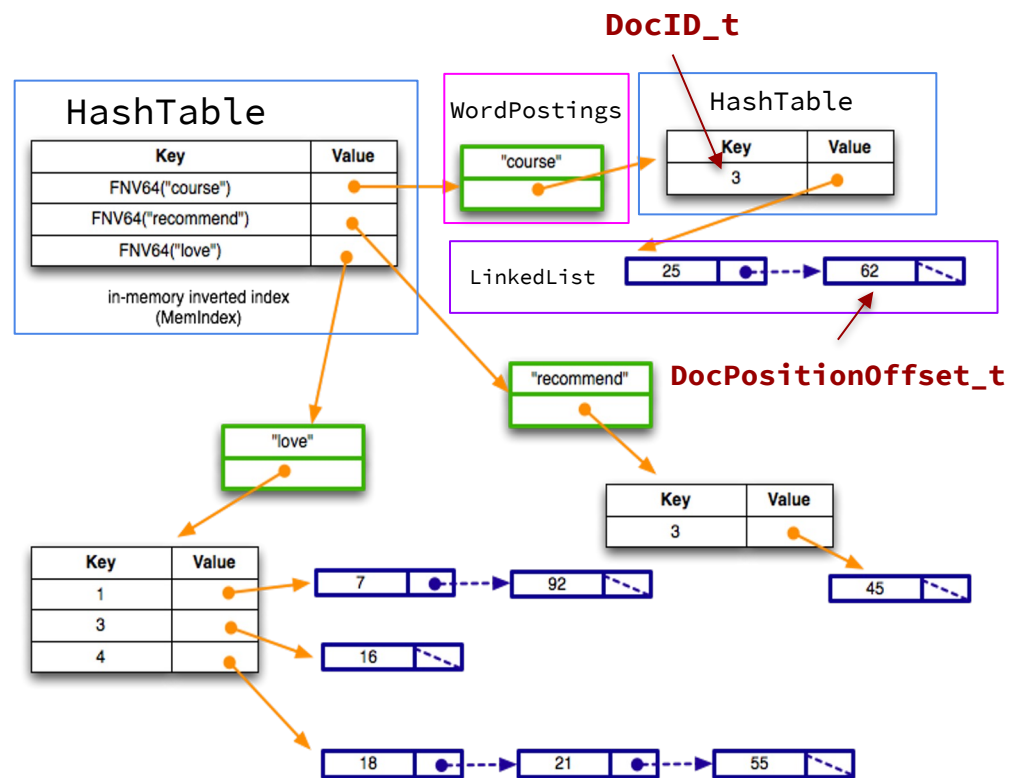 DocID_t
HashTable
Key Value
FNV64("course")
FNV64("recommend")
FNV64("love")
in-memory inverted index
(MemIndex)
WordPostings
"course"
HashTable
Key Value
3
LinkedList
25
62
DocPositionOffset_t
"recommend"
"love"
Key Value
3
45
Key Value
1
7
92
3
16
4
18
21
55